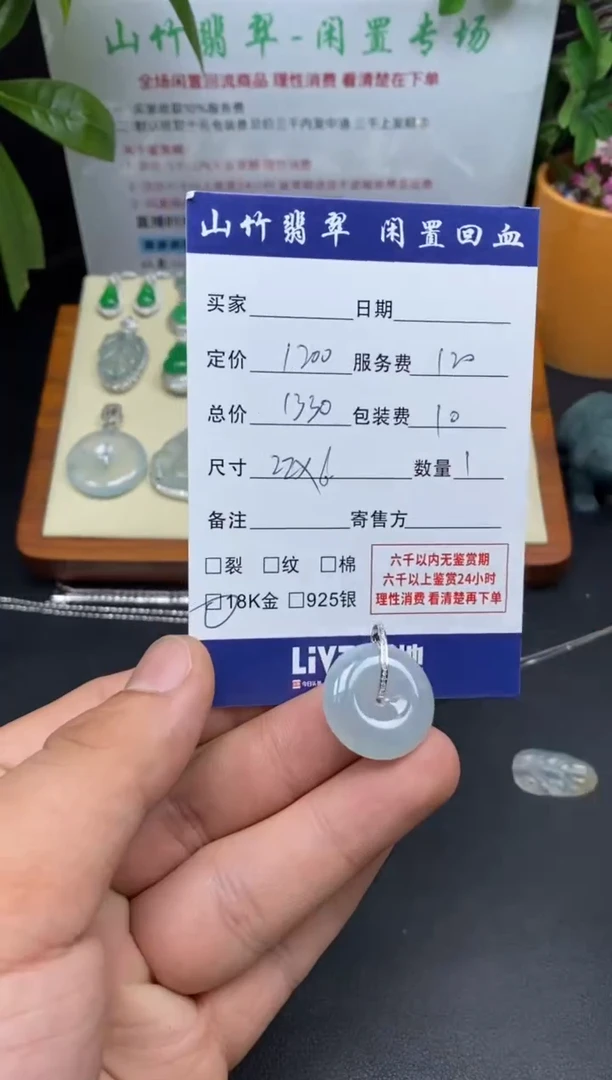 山竹翡翠-闲置专场
全场闲置回流商品 理性消费 看清楚在下单
山竹翡翠 闲置回血
买家 日期
定价 1200 服务费 120
总价 1330 包装费 10
尺寸 22X6 数量 1
备注 寄售方
□裂 □纹 □棉
□18K金 □925银
六千以内无鉴赏期
六千以上鉴赏24小时
理性消费 看清楚再下单